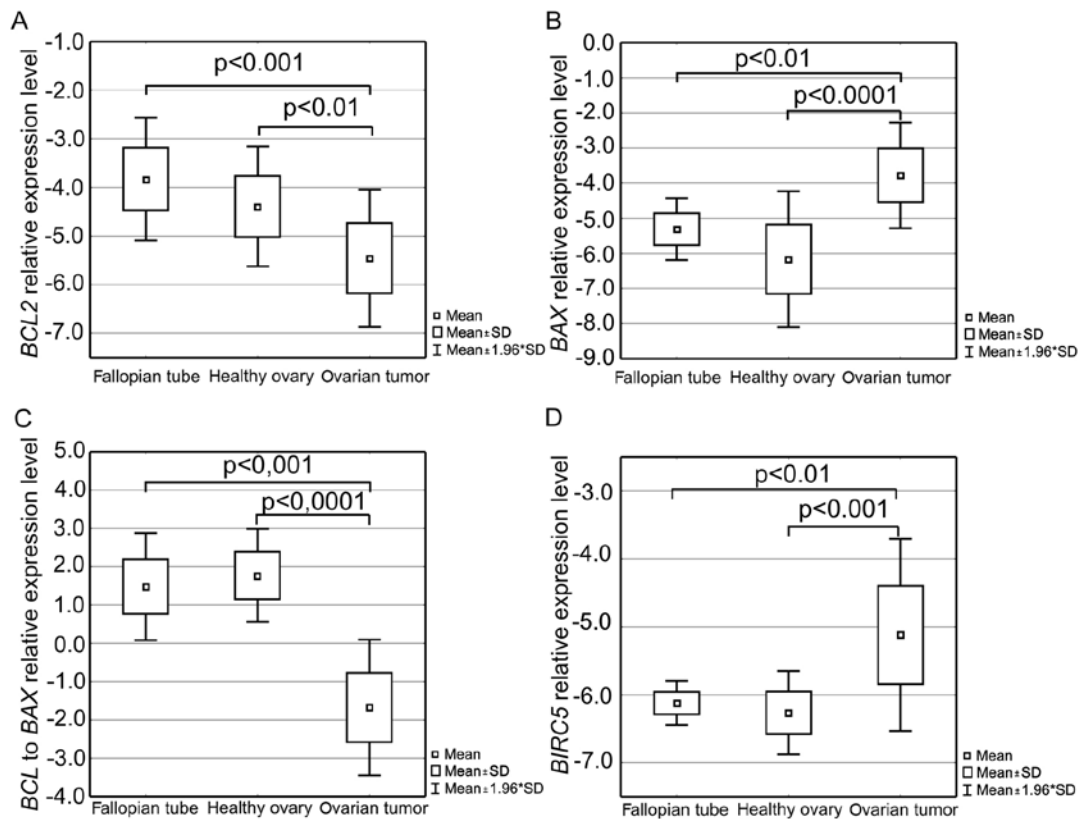 A
BCL2 relative expression level
-1.0
-2.0
-3.0
-4.0
-5.0
-6.0
-7.0
p<0.001
p<0.01
Fallopian tube Healthy ovary Ovarian tumor
Mean
Mean±SD
Mean±1.96*SD
B
BAX relative expression level
0.0
-1.0
-2.0
-3.0
-4.0
-5.0
-6.0
-7.0
-8.0
-9.0
p<0.01
p<0.0001
Fallopian tube Healthy ovary Ovarian tumor
Mean
Mean±SD
Mean±1.96*SD
C
BCL to BAX relative expression level
5.0
4.0
3.0
2.0
1.0
0.0
-1.0
-2.0
-3.0
-4.0
p<0,001
p<0,0001
Fallopian tube Healthy ovary Ovarian tumor
Mean
Mean±SD
Mean±1.96*SD
D
BIRC5 relative expression level
-3.0
-4.0
-5.0
-6.0
-7.0
p<0.01
p<0.001
Fallopian tube Healthy ovary Ovarian tumor
Mean
Mean±SD
Mean±1.96*SD